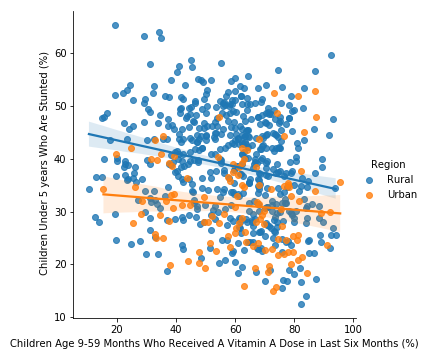 Children Under 5 years Who Are Stunted (%)
60
50
40
30
20
10
20
40
60
80
100
Children Age 9-59 Months Who Received A Vitamin A Dose in Last Six Months (%)
Region
Rural
Urban